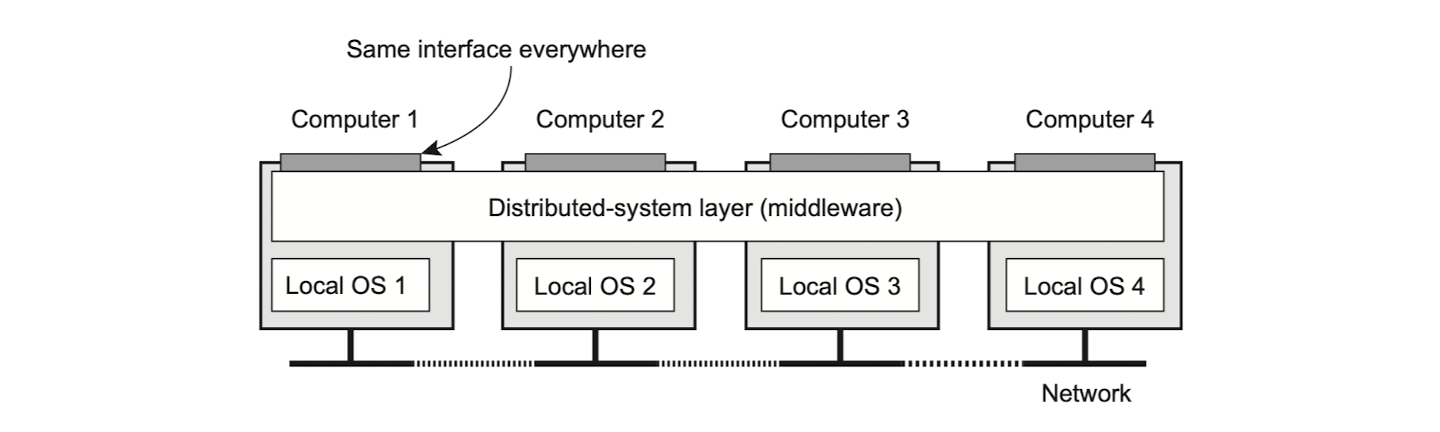 Same interface everywhere
Computer 1
Computer 2
Computer 3
Computer 4
Distributed-system layer (middleware)
Local OS 1
Local OS 2
Local OS 3
Local OS 4
Network